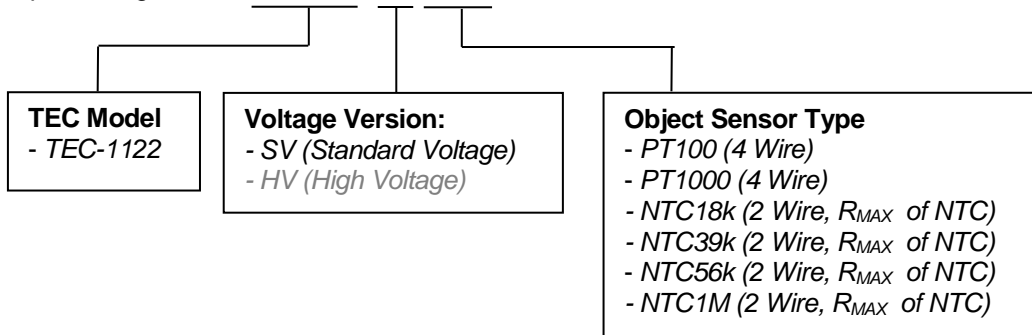 TEC Model
- TEC-1122
Voltage Version:
- SV (Standard Voltage)
- HV (High Voltage)
Object Sensor Type
- PT100 (4 Wire)
- PT1000 (4 Wire)
- NTC18k (2 Wire, RMAX of NTC)
- NTC39k (2 Wire, RMAX of NTC)
- NTC56k (2 Wire, RMAX of NTC)
- NTC1M (2 Wire, RMAX of NTC)